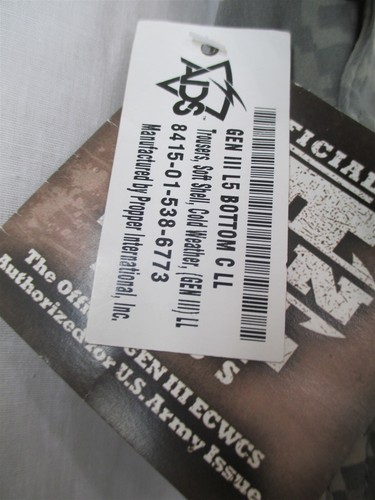 ADS
GEN III L5 BOTTOM C LL
Trousers, Soft Shell, Cold Weather, (GEN III) LL
8415-01-538-6773
Manufactured by Propper International, Inc.
FICIAL
S
The Offi GEN III ECWCS
Authorized for U.S. Army Issue